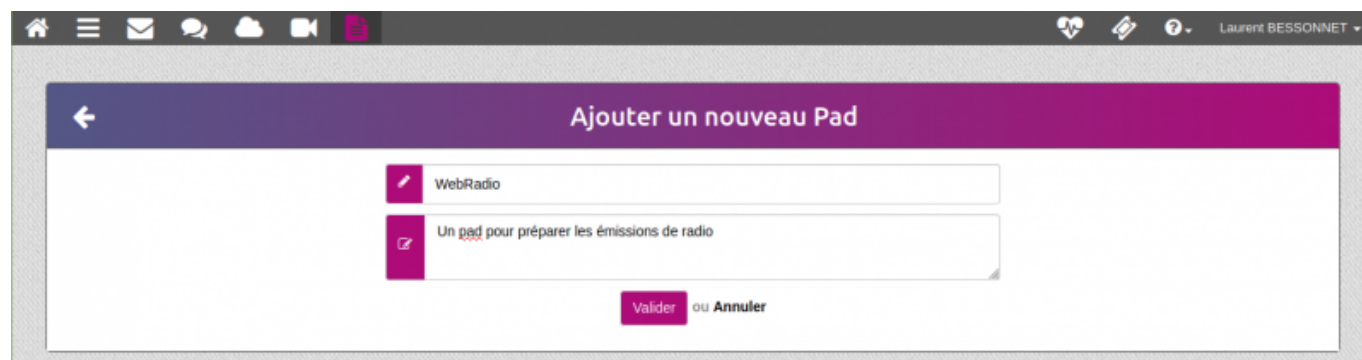 Laurent BESSONNET
Ajouter un nouveau Pad
WebRadio
Un pad pour préparer les émissions de radio
Valider ou Annuler